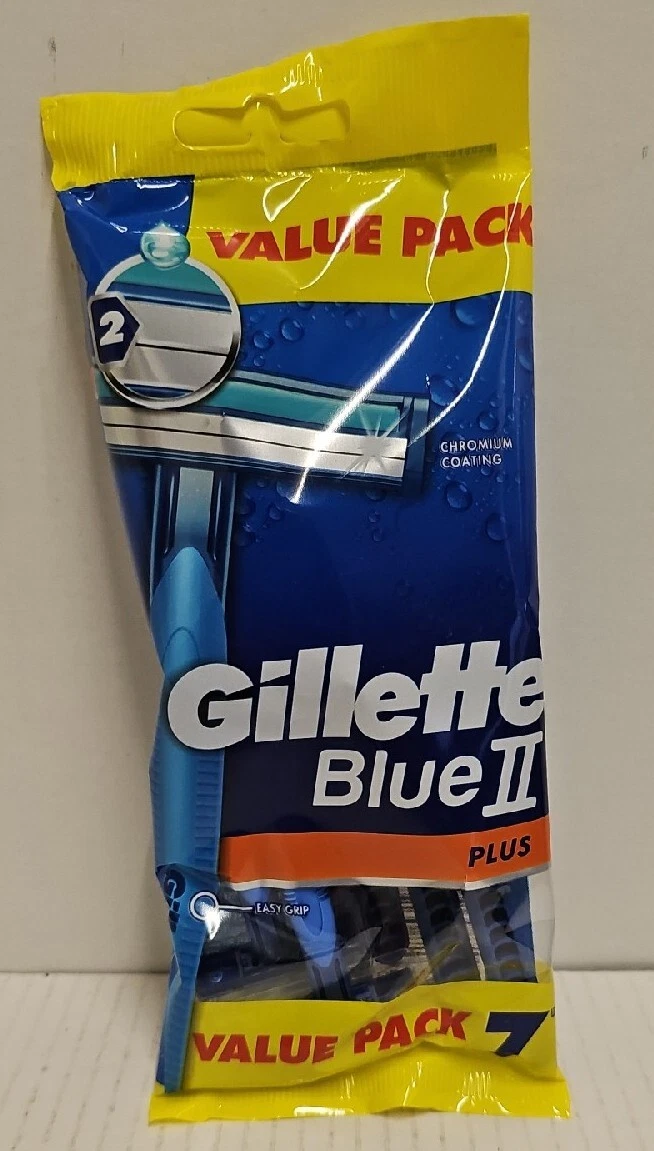 VALUE PACK
2
CHROMIUM
COATING
Gillette
Blue II
PLUS
EASY GRIP
VALUE PACK 7